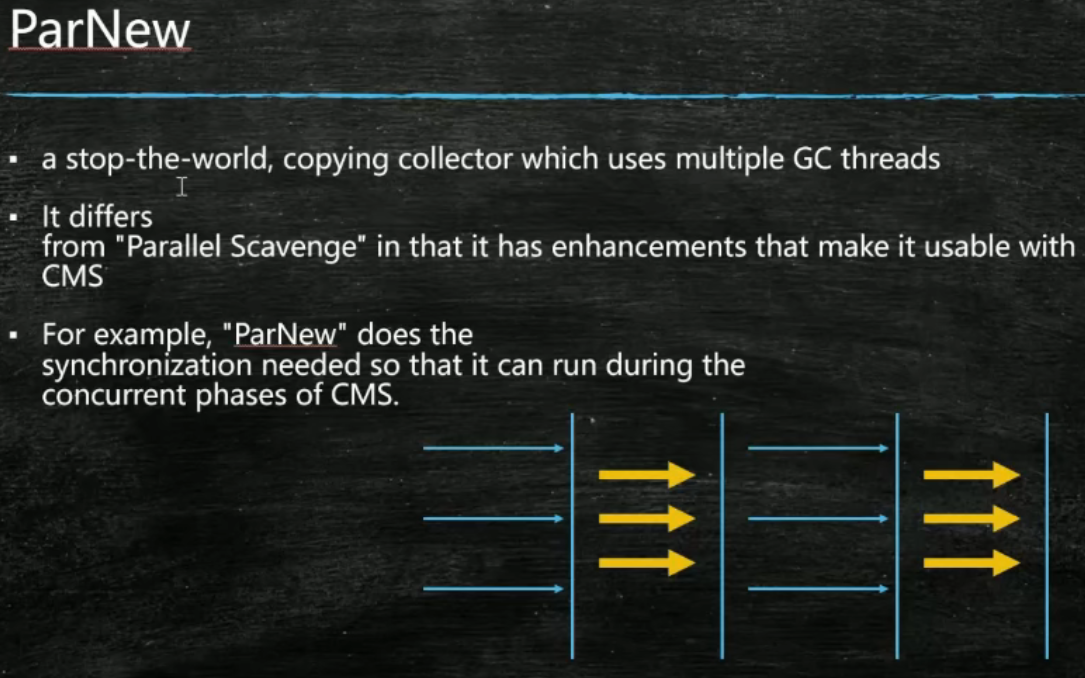 ParNew
▪ a stop-the-world, copying collector which uses multiple GC threads
▪ It differs
from "Parallel Scavenge" in that it has enhancements that make it usable with
CMS
▪ For example, "ParNew" does the
synchronization needed so that it can run during the
concurrent phases of CMS.